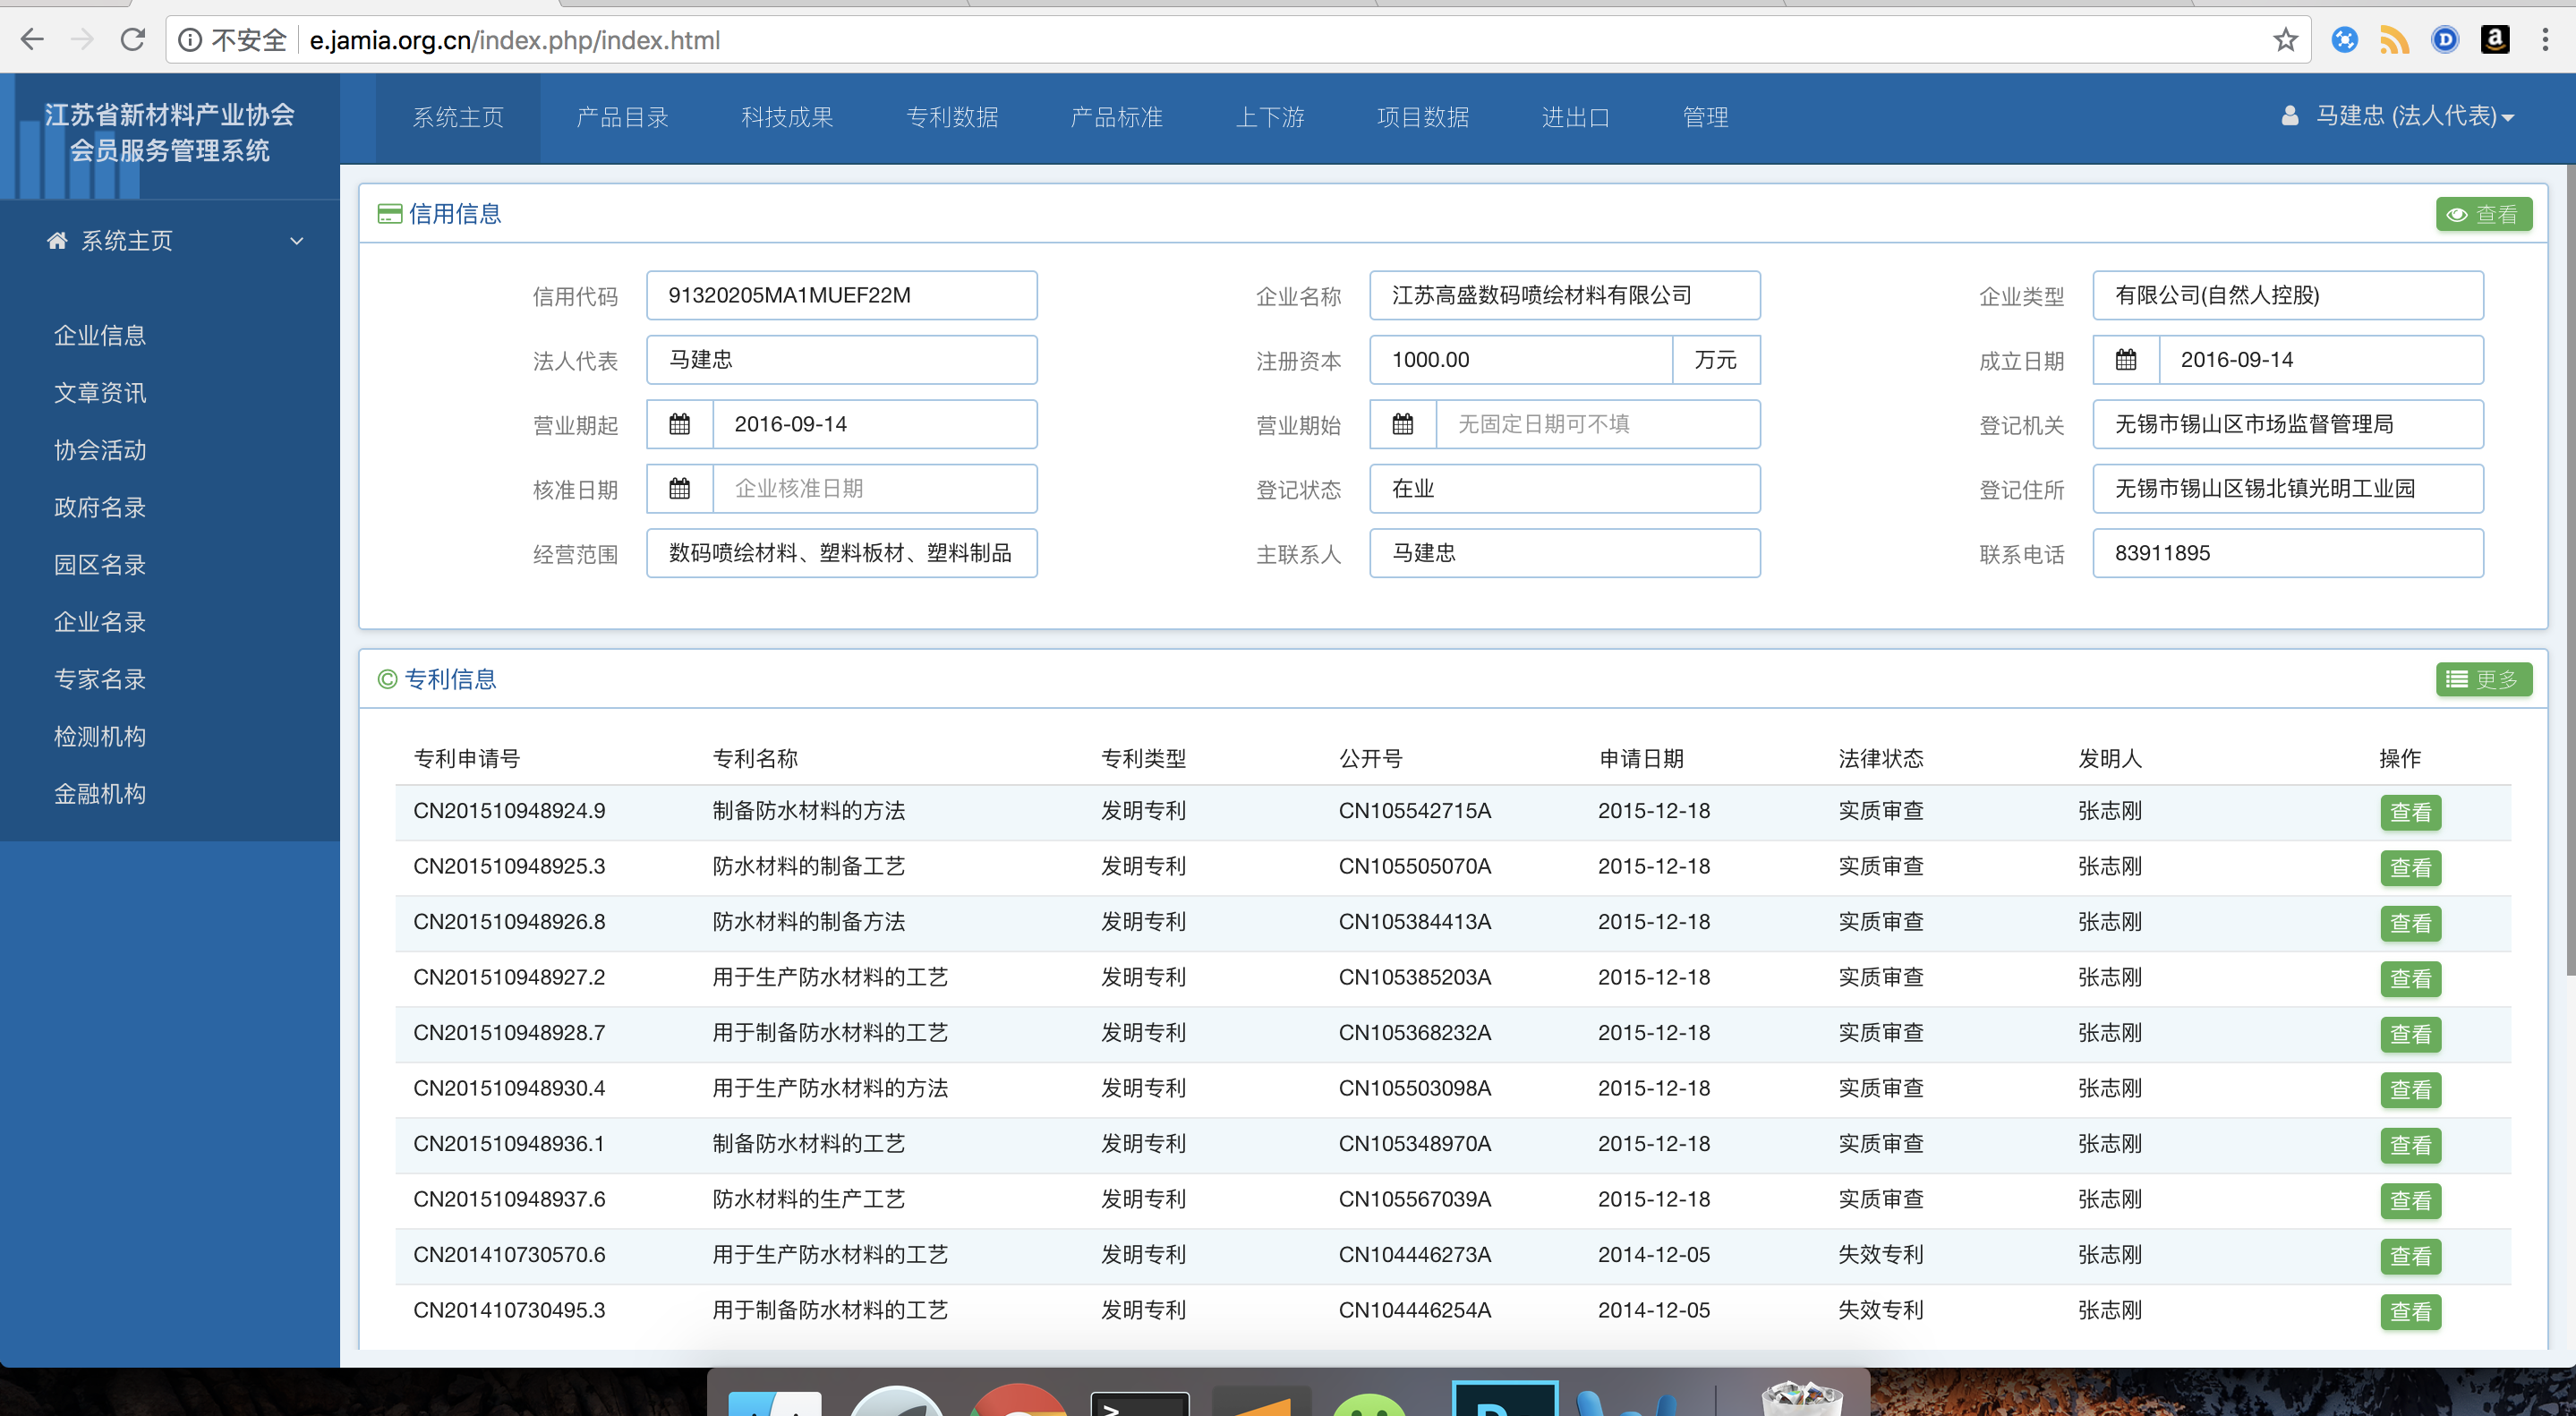 不安全 e.jamia.org.cn/index.php/index.html
江苏省新材料产业协会
会员服务管理系统
系统主页 产品目录 科技成果 专利数据 产品标准 上下游 项目数据 进出口 管理
马建忠 (法人代表)
系统主页
企业信息
文章资讯
协会活动
政府名录
园区名录
企业名录
专家名录
检测机构
金融机构
信用信息 查看
信用代码 91320205MA1MUEF22M 企业名称 江苏高盛数码喷绘材料有限公司 企业类型 有限公司(自然人控股)
法人代表 马建忠 注册资本 1000.00 万元 成立日期 2016-09-14
营业期起 2016-09-14 营业期始 无固定日期可不填 登记机关 无锡市锡山区市场监督管理局
核准日期 企业核准日期 登记状态 在业 登记住所 无锡市锡山区锡北镇光明工业园
经营范围 数码喷绘材料、塑料板材、塑料制品 主联系人 马建忠 联系电话 83911895
专利信息 更多
专利申请号 专利名称 专利类型 公开号 申请日期 法律状态 发明人 操作
CN201510948924.9 制备防水材料的方法 发明专利 CN105542715A 2015-12-18 实质审查 张志刚 查看
CN201510948925.3 防水材料的制备工艺 发明专利 CN105505070A 2015-12-18 实质审查 张志刚 查看
CN201510948926.8 防水材料的制备方法 发明专利 CN105384413A 2015-12-18 实质审查 张志刚 查看
CN201510948927.2 用于生产防水材料的工艺 发明专利 CN105385203A 2015-12-18 实质审查 张志刚 查看
CN201510948928.7 用于制备防水材料的工艺 发明专利 CN105368232A 2015-12-18 实质审查 张志刚 查看
CN201510948930.4 用于生产防水材料的方法 发明专利 CN105503098A 2015-12-18 实质审查 张志刚 查看
CN201510948936.1 制备防水材料的工艺 发明专利 CN105348970A 2015-12-18 实质审查 张志刚 查看
CN201510948937.6 防水材料的生产工艺 发明专利 CN105567039A 2015-12-18 实质审查 张志刚 查看
CN201410730570.6 用于生产防水材料的工艺 发明专利 CN104446273A 2014-12-05 失效专利 张志刚 查看
CN201410730495.3 用于制备防水材料的工艺 发明专利 CN104446254A 2014-12-05 失效专利 张志刚 查看